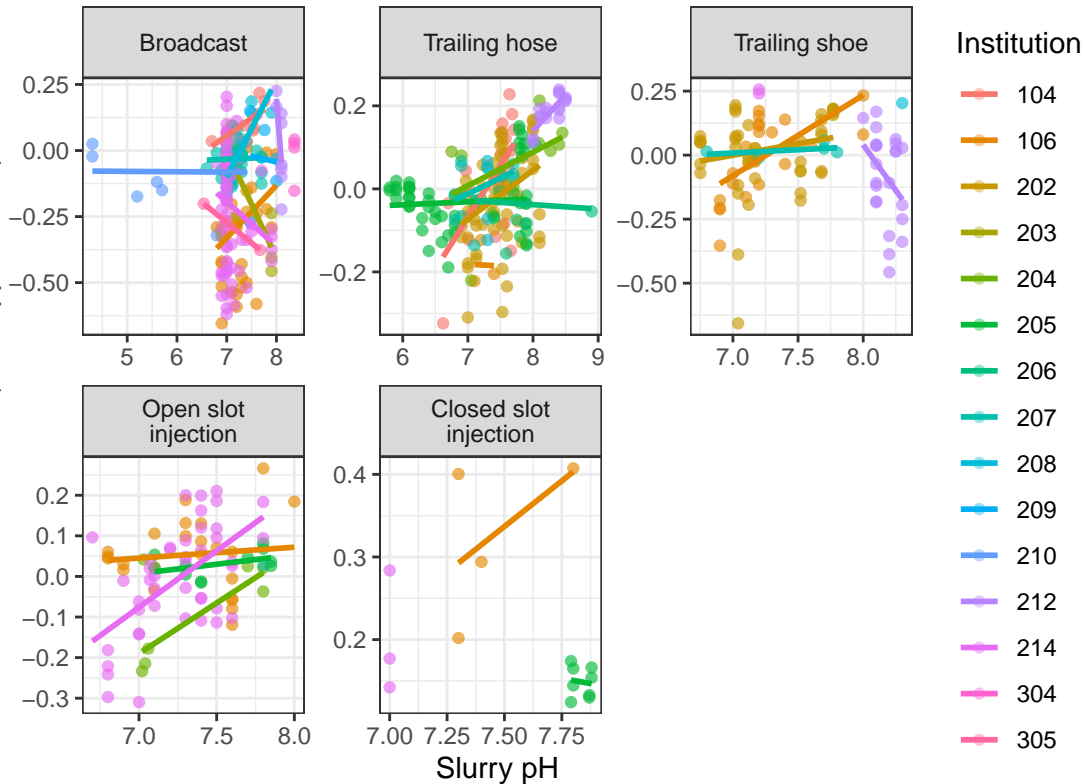 Broadcast
Trailing hose
Trailing shoe
Institution
0.25
0.00
−0.25
−0.50
5 6 7 8
0.2
0.0
−0.2
6 7 8 9
0.25
0.00
−0.25
−0.50
7.0 7.5 8.0
Open slot
injection
Closed slot
injection
0.2
0.1
0.0
−0.1
−0.2
−0.3
7.0 7.5 8.0
0.4
0.3
0.2
7.00 7.25 7.50 7.75
Slurry pH
104
106
202
203
204
205
206
207
208
209
210
212
214
304
305